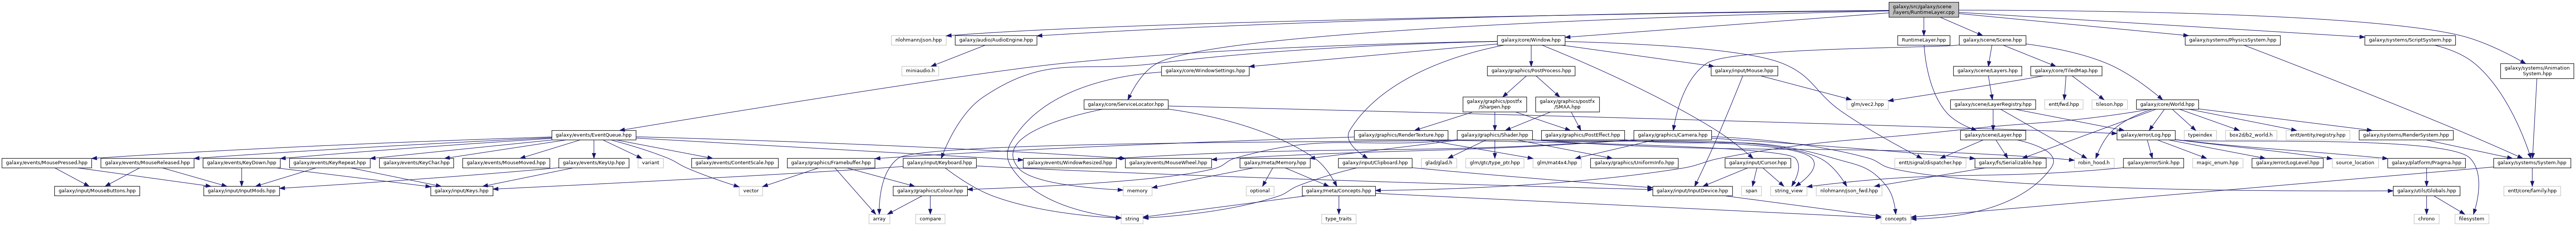 galaxy/src/galaxy/scene
/layers/RuntimeLayer.cpp
nlohmann/json.hpp
galaxy/audio/AudioEngine.hpp
galaxy/core/Window.hpp
RuntimeLayer.hpp
galaxy/scene/Scene.hpp
galaxy/systems/PhysicsSystem.hpp
galaxy/systems/ScriptSystem.hpp
miniaudio.h
galaxy/core/WindowSettings.hpp
galaxy/graphics/PostProcess.hpp
galaxy/input/Mouse.hpp
galaxy/scene/Layers.hpp
galaxy/core/TiledMap.hpp
galaxy/systems/Animation
System.hpp
galaxy/core/ServiceLocator.hpp
galaxy/graphics/postfx
/Sharpen.hpp
galaxy/graphics/postfx
/SMAA.hpp
glm/vec2.hpp
galaxy/scene/LayerRegistry.hpp
entt/fwd.hpp
tileson.hpp
galaxy/core/World.hpp
galaxy/events/EventQueue.hpp
galaxy/graphics/RenderTexture.hpp
galaxy/graphics/Shader.hpp
galaxy/graphics/PostEffect.hpp
galaxy/graphics/Camera.hpp
galaxy/scene/Layer.hpp
galaxy/error/Log.hpp
typeindex
box2d/b2_world.h
entt/entity/registry.hpp
galaxy/systems/RenderSystem.hpp
galaxy/events/MousePressed.hpp
galaxy/events/MouseReleased.hpp
galaxy/events/KeyDown.hpp
galaxy/events/KeyRepeat.hpp
galaxy/events/KeyChar.hpp
galaxy/events/MouseMoved.hpp
galaxy/events/KeyUp.hpp
variant
galaxy/events/ContentScale.hpp
galaxy/graphics/Framebuffer.hpp
galaxy/input/Keyboard.hpp
galaxy/events/WindowResized.hpp
galaxy/events/MouseWheel.hpp
galaxy/meta/Memory.hpp
galaxy/input/Clipboard.hpp
glad/glad.h
glm/gtc/type_ptr.hpp
glm/mat4x4.hpp
galaxy/graphics/UniformInfo.hpp
galaxy/input/Cursor.hpp
entt/signal/dispatcher.hpp
galaxy/fs/Serializable.hpp
robin_hood.h
galaxy/error/Sink.hpp
magic_enum.hpp
galaxy/error/LogLevel.hpp
source_location
galaxy/platform/Pragma.hpp
galaxy/systems/System.hpp
galaxy/input/MouseButtons.hpp
galaxy/input/InputMods.hpp
galaxy/input/Keys.hpp
vector
galaxy/graphics/Colour.hpp
memory
optional
galaxy/meta/Concepts.hpp
galaxy/input/InputDevice.hpp
span
string_view
nlohmann/json_fwd.hpp
galaxy/utils/Globals.hpp
entt/core/family.hpp
array
compare
string
type_traits
concepts
chrono
filesystem